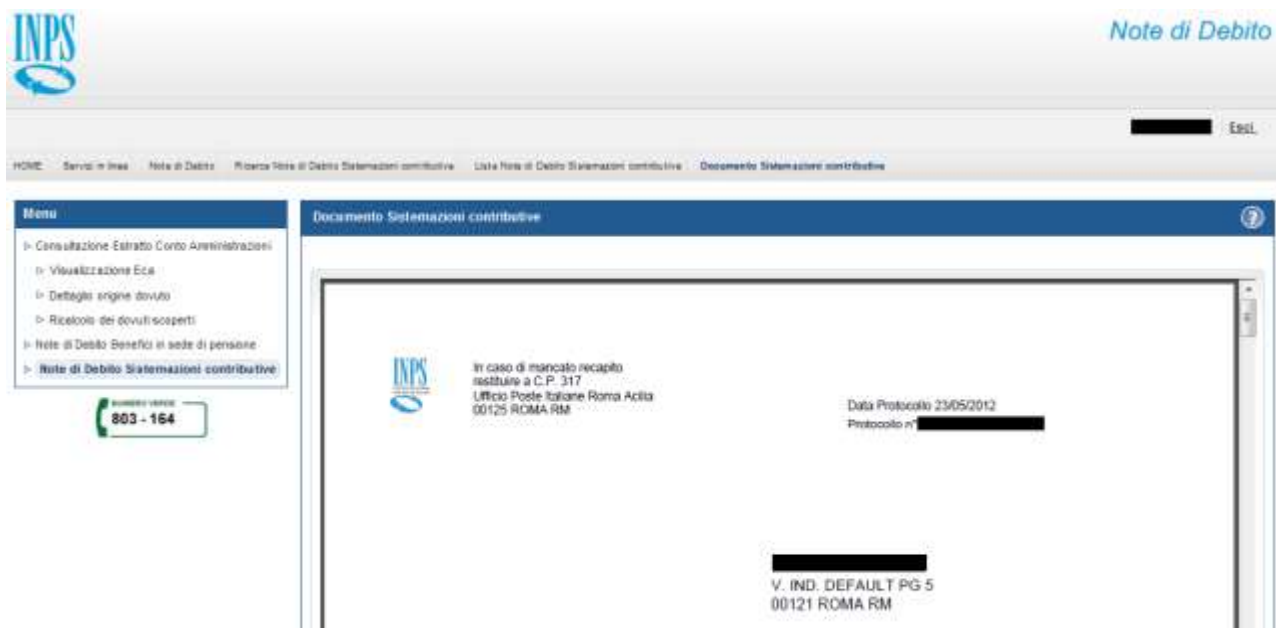 INPS
Note di Debito
Esci.
HOME Servizi in linea Note di Debito Ricerca Note di Debito Sistemazioni contributive Lista Note di Debito Sistemazioni contributive Documento Sistemazioni contributive
Menu
Consultazione Estratto Conto Amministrazioni
Visualizzazione Eca
Dettaglio origine dovuto
Ricalcolo dei dovuti scoperti
Note di Debito Benefici in sede di pensione
Note di Debito Sistemazioni contributive
NUMERO VERDE
803 - 164
Documento Sistemazioni contributive
?
INPS
In caso di mancato recapito
restituire a C.P. 317
Ufficio Poste Italiane Roma Acilia
00125 ROMA RM
Data Protocollo 23/05/2012
Protocollo n°
V. IND. DEFAULT PG 5
00121 ROMA RM